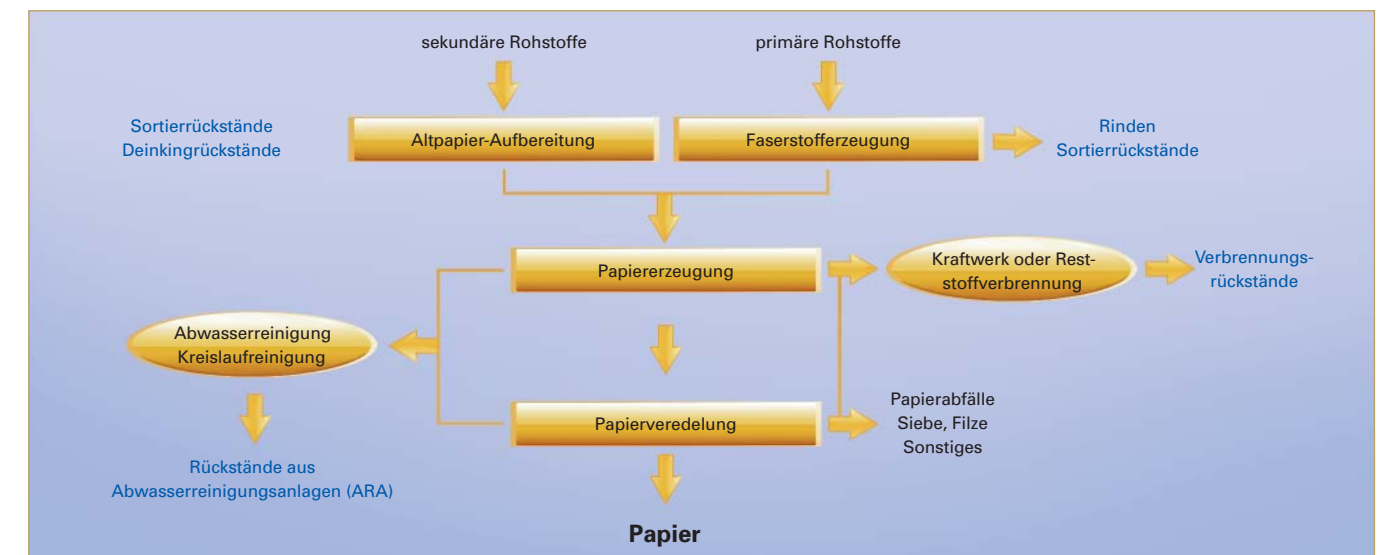 sekundäre Rohstoffe
primäre Rohstoffe
Sortierrückstände
Deinkingrückstände
Altpapier-Aufbereitung
Faserstofferzeugung
Rinden
Sortierrückstände
Papiererzeugung
Kraftwerk oder Rest-
stoffverbrennung
Verbrennungs-
rückstände
Abwasserreinigung
Kreislaufreinigung
Papierveredelung
Papierabfälle
Siebe, Filze
Sonstiges
Rückstände aus
Abwasserreinigungsanlagen (ARA)
Papier